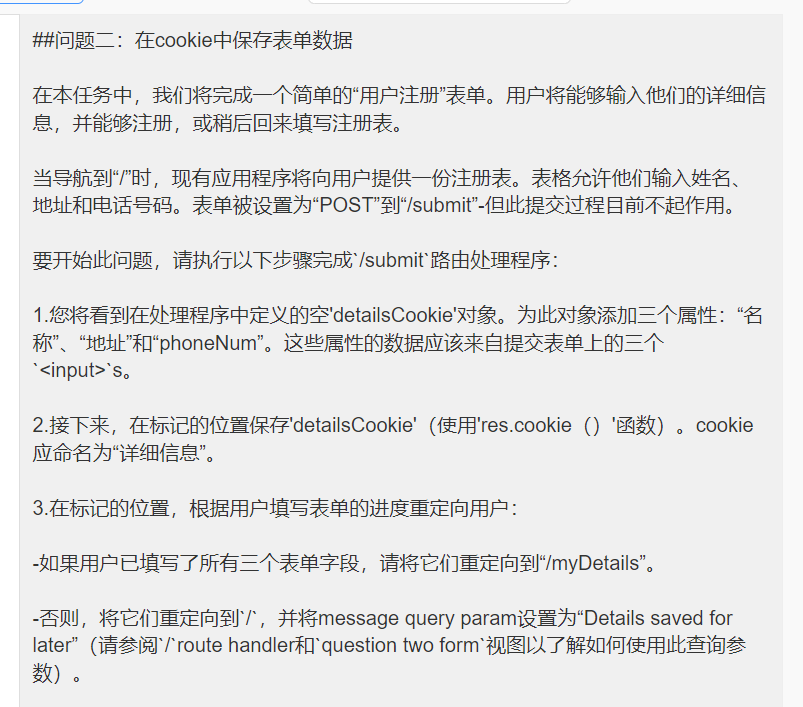 ##问题二：在cookie中保存表单数据
在本任务中，我们将完成一个简单的“用户注册”表单。用户将能够输入他们的详细信
息，并能够注册，或稍后回来填写注册表。
当导航到“/”时，现有应用程序将向用户提供一份注册表。表格允许他们输入姓名、
地址和电话号码。表单被设置为“POST”到“/submit”-但此提交过程目前不起作用。
要开始此问题，请执行以下步骤完成`/submit`路由处理程序：
1.您将看到在处理程序中定义的空'detailsCookie'对象。为此对象添加三个属性：“名
称”、“地址”和“phoneNum”。这些属性的数据应该来自提交表单上的三个
`<input>`s。
2.接下来，在标记的位置保存'detailsCookie'（使用'res.cookie（）'函数）。cookie
应命名为“详细信息”。
3.在标记的位置，根据用户填写表单的进度重定向用户：
-如果用户已填写了所有三个表单字段，请将它们重定向到“/myDetails”。
-否则，将它们重定向到`/`，并将message query param设置为“Details saved for
later”（请参阅`/`route handler和`question two form`视图以了解如何使用此查询参
数）。